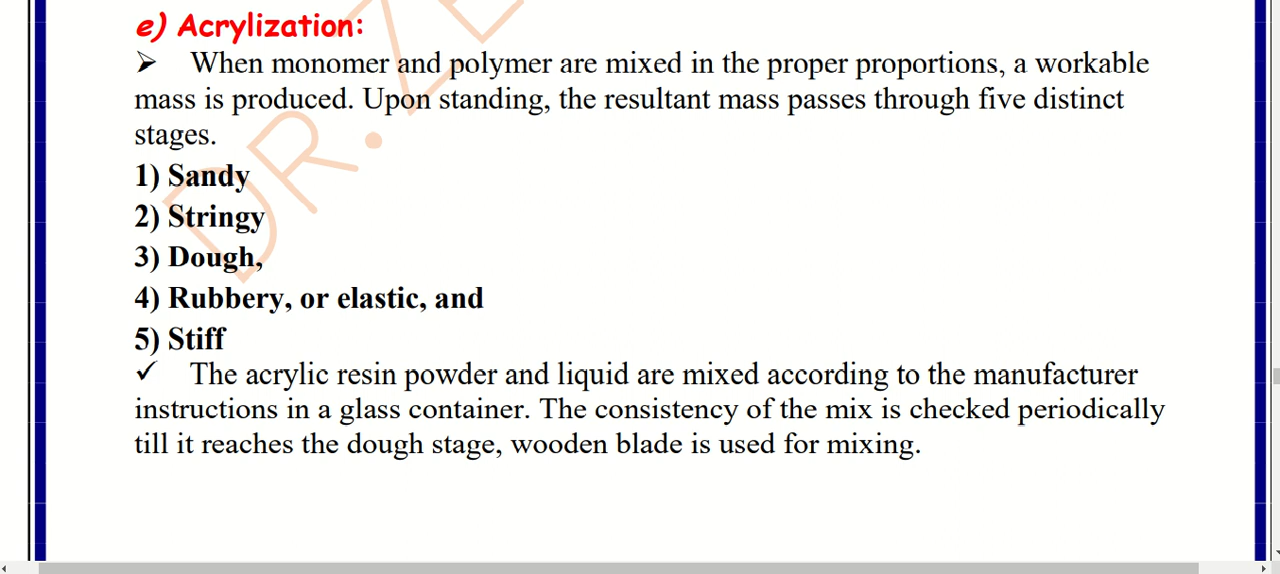 e) Acrylization:
➢ When monomer and polymer are mixed in the proper proportions, a workable
mass is produced. Upon standing, the resultant mass passes through five distinct
stages.
1) Sandy
2) Stringy
3) Dough,
4) Rubbery, or elastic, and
5) Stiff
✓ The acrylic resin powder and liquid are mixed according to the manufacturer
instructions in a glass container. The consistency of the mix is checked periodically
till it reaches the dough stage, wooden blade is used for mixing.
DR.